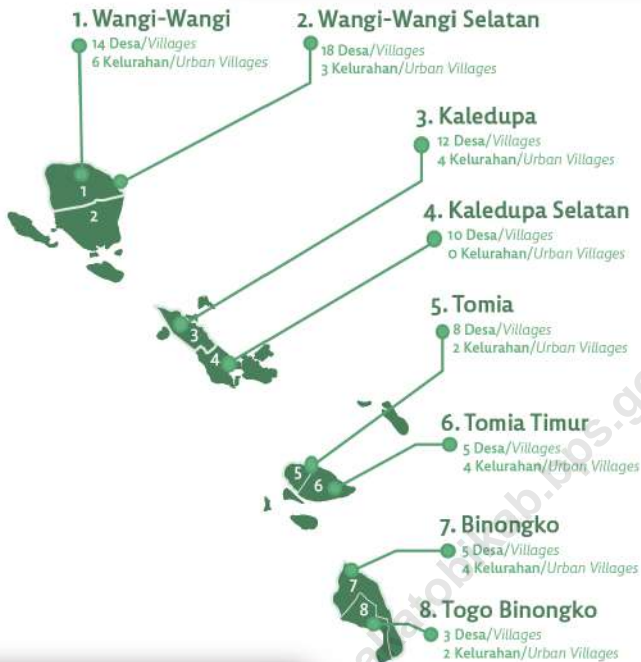 1. Wangi-Wangi
14 Desa/Villages
6 Kelurahan/Urban Villages
2. Wangi-Wangi Selatan
18 Desa/Villages
3 Kelurahan/Urban Villages
3. Kaledupa
12 Desa/Villages
4 Kelurahan/Urban Villages
4. Kaledupa Selatan
10 Desa/Villages
0 Kelurahan/Urban Villages
5. Tomia
8 Desa/Villages
2 Kelurahan/Urban Villages
6. Tomia Timur
5 Desa/Villages
4 Kelurahan/Urban Villages
7. Binongko
5 Desa/Villages
4 Kelurahan/Urban Villages
8. Togo Binongko
3 Desa/Villages
2 Kelurahan/Urban Villages
1
2
3
4
5
6
7
8